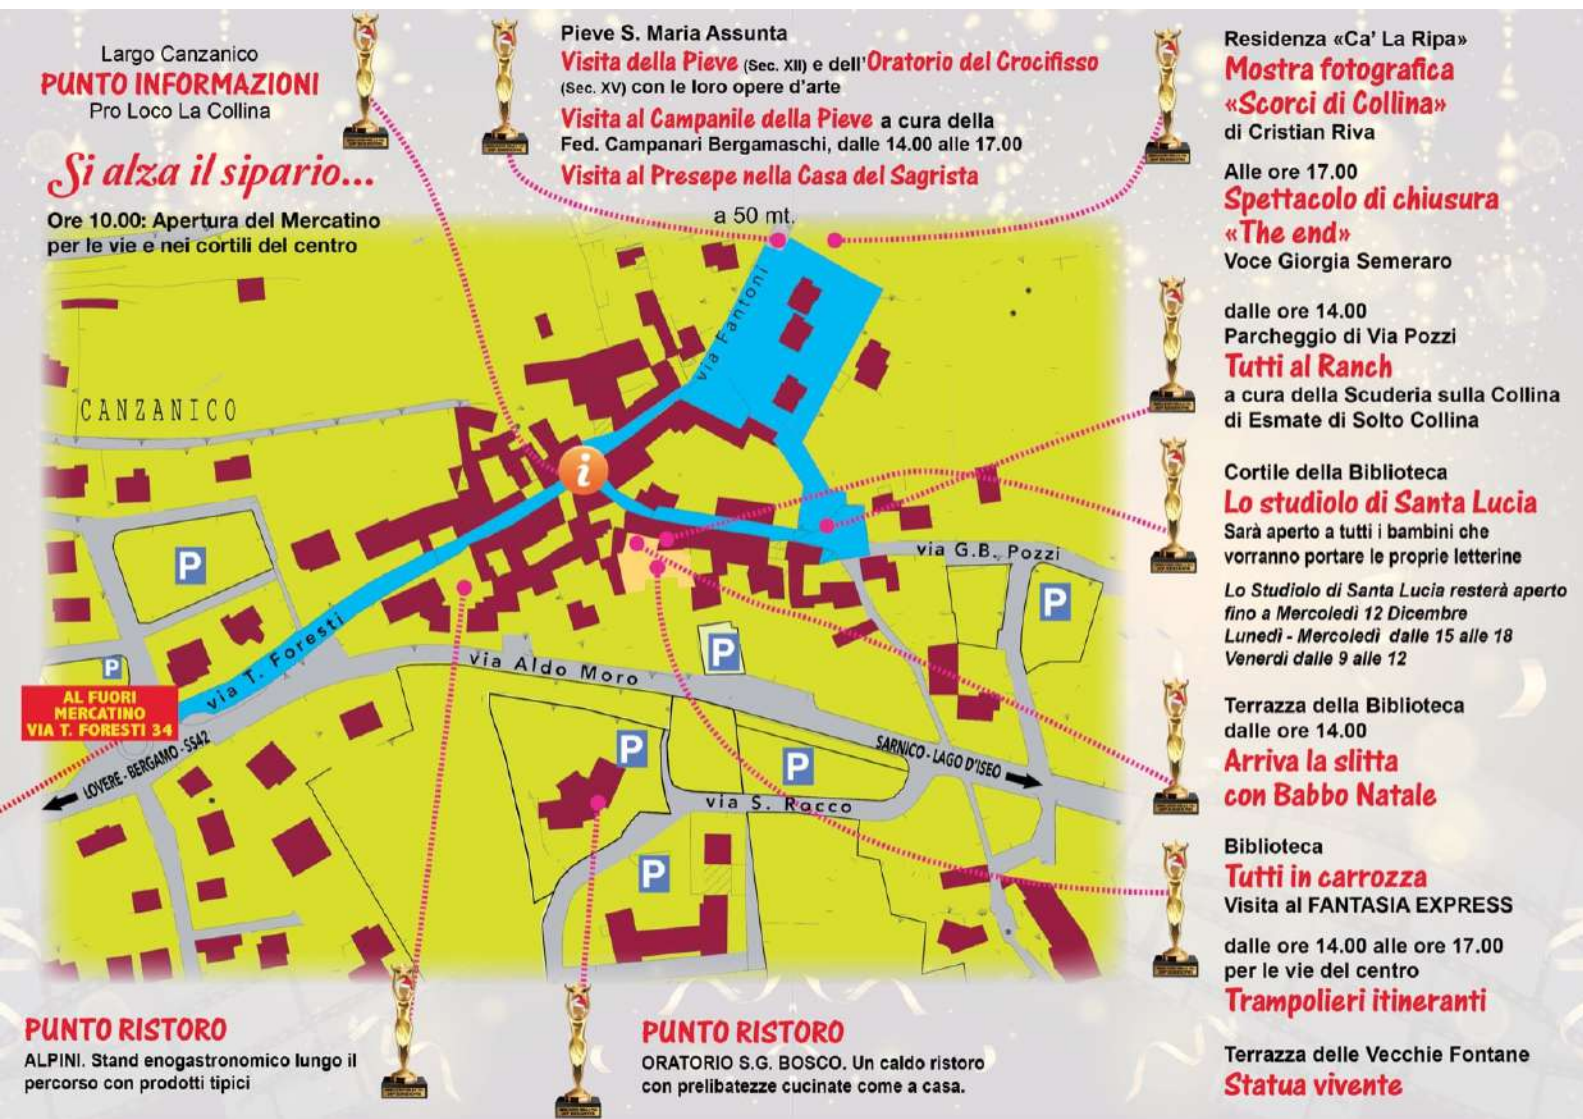 Largo Canzanico
PUNTO INFORMAZIONI
Pro Loco La Collina
Si alza il sipario...
Ore 10.00: Apertura del Mercatino
per le vie e nei cortili del centro
Pieve S. Maria Assunta
Visita della Pieve (Sec. XII) e dell'Oratorio del Crocifisso
(Sec. XV) con le loro opere d'arte
Visita al Campanile della Pieve a cura della
Fed. Campanari Bergamaschi, dalle 14.00 alle 17.00
Visita al Presepe nella Casa del Sagrista
a 50 mt.
Residenza «Ca' La Ripa»
Mostra fotografica
«Scorci di Collina»
di Cristian Riva
Alle ore 17.00
Spettacolo di chiusura
«The end»
Voce Giorgia Semeraro
dalle ore 14.00
Parcheggio di Via Pozzi
Tutti al Ranch
a cura della Scuderia sulla Collina
di Esmate di Solto Collina
Cortile della Biblioteca
Lo studiolo di Santa Lucia
Sarà aperto a tutti i bambini che
vorranno portare le proprie letterine
Lo Studiolo di Santa Lucia resterà aperto
fino a Mercoledì 12 Dicembre
Lunedì - Mercoledì dalle 15 alle 18
Venerdì dalle 9 alle 12
Terrazza della Biblioteca
dalle ore 14.00
Arriva la slitta
con Babbo Natale
Biblioteca
Tutti in carrozza
Visita al FANTASIA EXPRESS
dalle ore 14.00 alle ore 17.00
per le vie del centro
Trampolieri itineranti
Terrazza delle Vecchie Fontane
Statua vivente
CANZANICO
via Fantoni
i
via G.B. Pozzi
P
P
P
P
P
P
P
via T. Foresti
via Aldo Moro
AL FUORI
MERCATINO
VIA T. FORESTI 34
LOVERE - BERGAMO - SS42
SARNICO - LAGO D'ISEO
via S. Rocco
PUNTO RISTORO
ALPINI. Stand enogastronomico lungo il
percorso con prodotti tipici
PUNTO RISTORO
ORATORIO S.G. BOSCO. Un caldo ristoro
con prelibatezze cucinate come a casa.